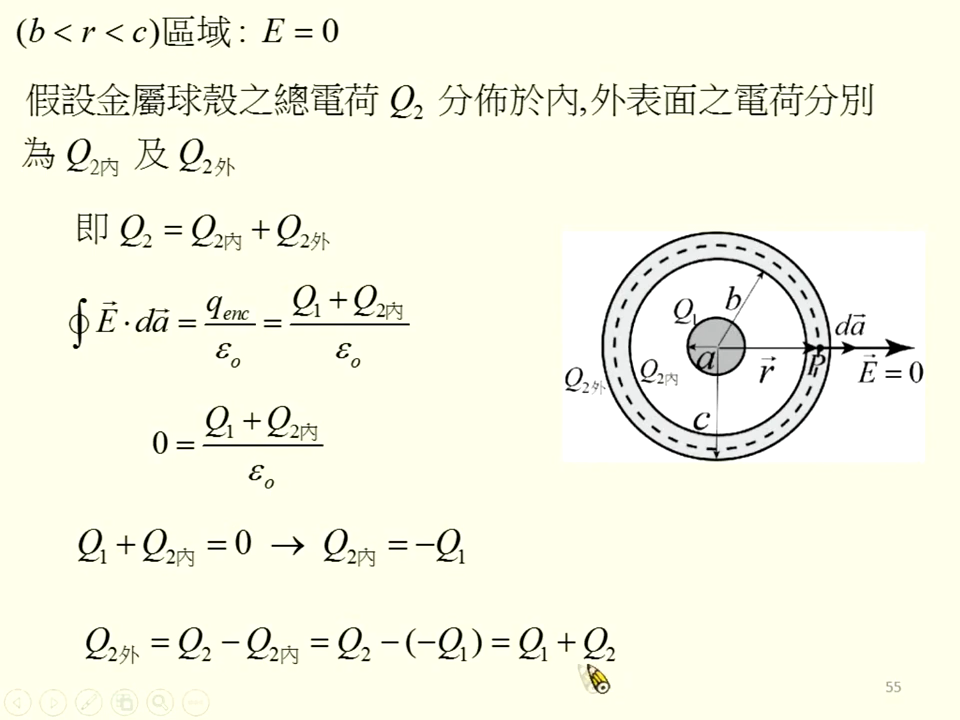 (b < r < c)區域 : E = 0
假設金屬球殼之總電荷 Q₂ 分佈於內,外表面之電荷分別
為 Q₂內 及 Q₂外
即 Q₂ = Q₂內 + Q₂外
∮ E⃗ · da⃗ = q_enc / ε_o = (Q₁ + Q₂內) / ε_o
0 = (Q₁ + Q₂內) / ε_o
Q₁ + Q₂內 = 0 → Q₂內 = −Q₁
Q₂外 = Q₂ − Q₂內 = Q₂ − (−Q₁) = Q₁ + Q₂
Q₁
b
da⃗
Q₂外
Q₂內
a
r⃗
P
E⃗ = 0
c
55